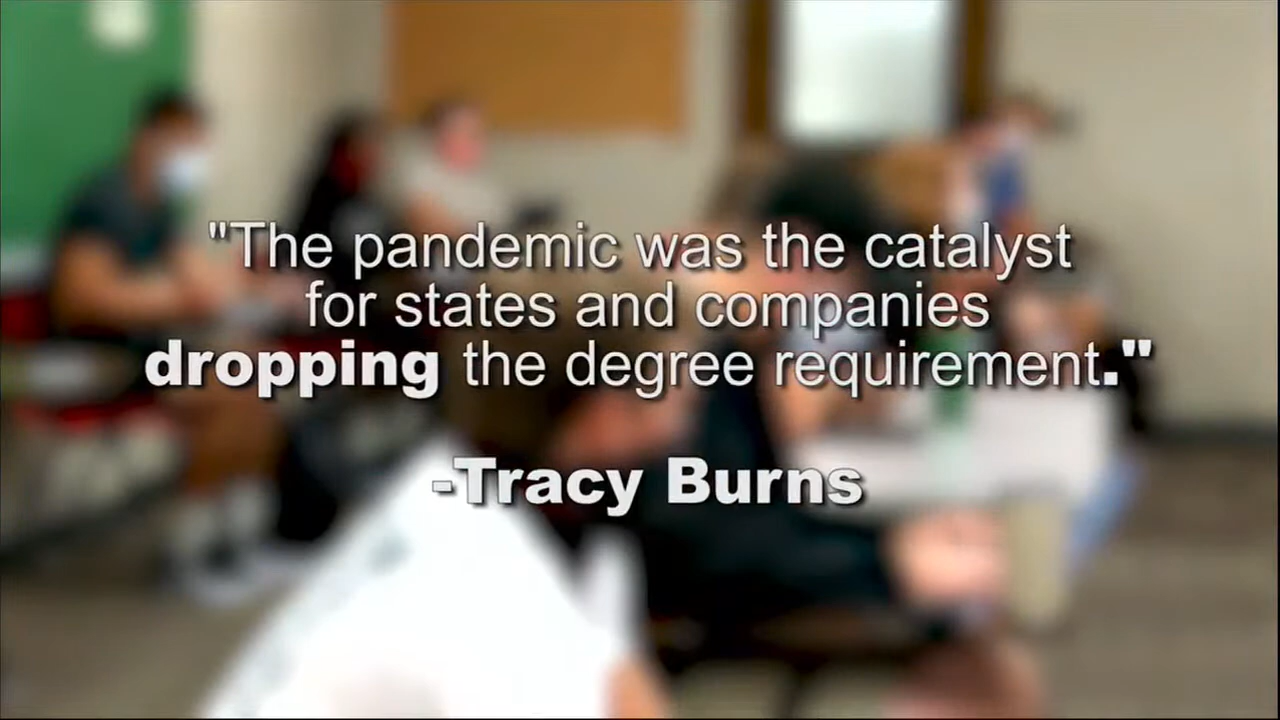 "The pandemic was the catalyst
for states and companies
dropping the degree requirement."
-Tracy Burns